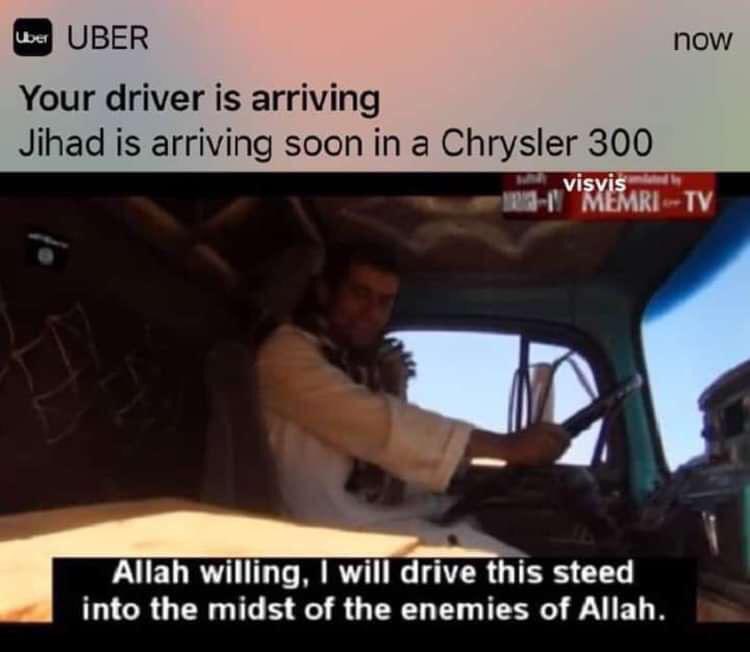 Uber UBER now
Your driver is arriving
Jihad is arriving soon in a Chrysler 300
visvis
MEMRI TV
Allah willing, I will drive this steed
into the midst of the enemies of Allah.